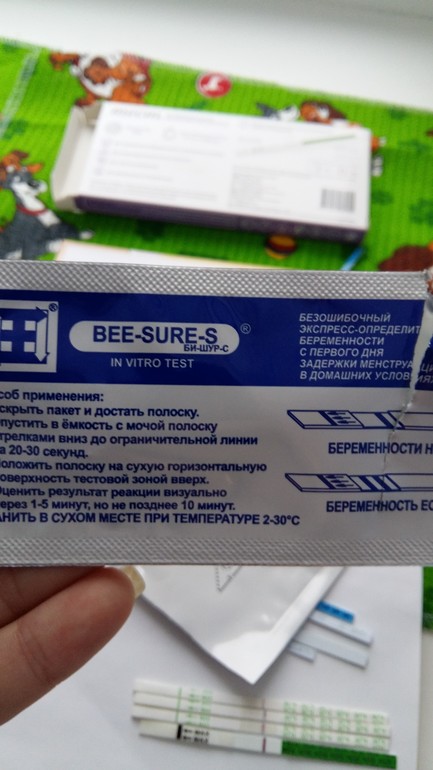 BEE-SURE-S ®
БИ-ШУР-С
IN VITRO TEST
БЕЗОШИБОЧНЫЙ
ЭКСПРЕСС-ОПРЕДЕЛИТ
БЕРЕМЕННОСТИ
С ПЕРВОГО ДНЯ
ЗАДЕРЖКИ МЕНСТРУАЦИ
В ДОМАШНИХ УСЛОВИЯХ
соб применения:
скрыть пакет и достать полоску.
пустить в ёмкость с мочой полоску
трелками вниз до ограничительной линии
а 20-30 секунд.
оложить полоску на сухую горизонтальную
оверхность тестовой зоной вверх.
ценить результат реакции визуально
ерез 1-5 минут, но не позднее 10 минут.
АНИТЬ В СУХОМ МЕСТЕ ПРИ ТЕМПЕРАТУРЕ 2-30°С
БЕРЕМЕННОСТИ Н
БЕРЕМЕННОСТЬ ЕС